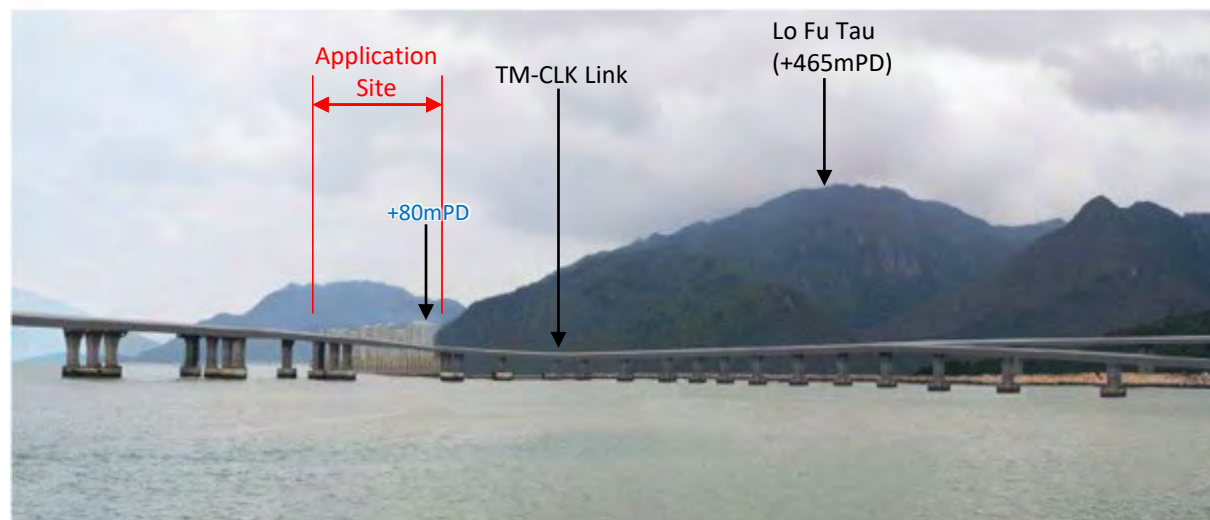 Application
Site
TM-CLK Link
Lo Fu Tau
(+465mPD)
+80mPD